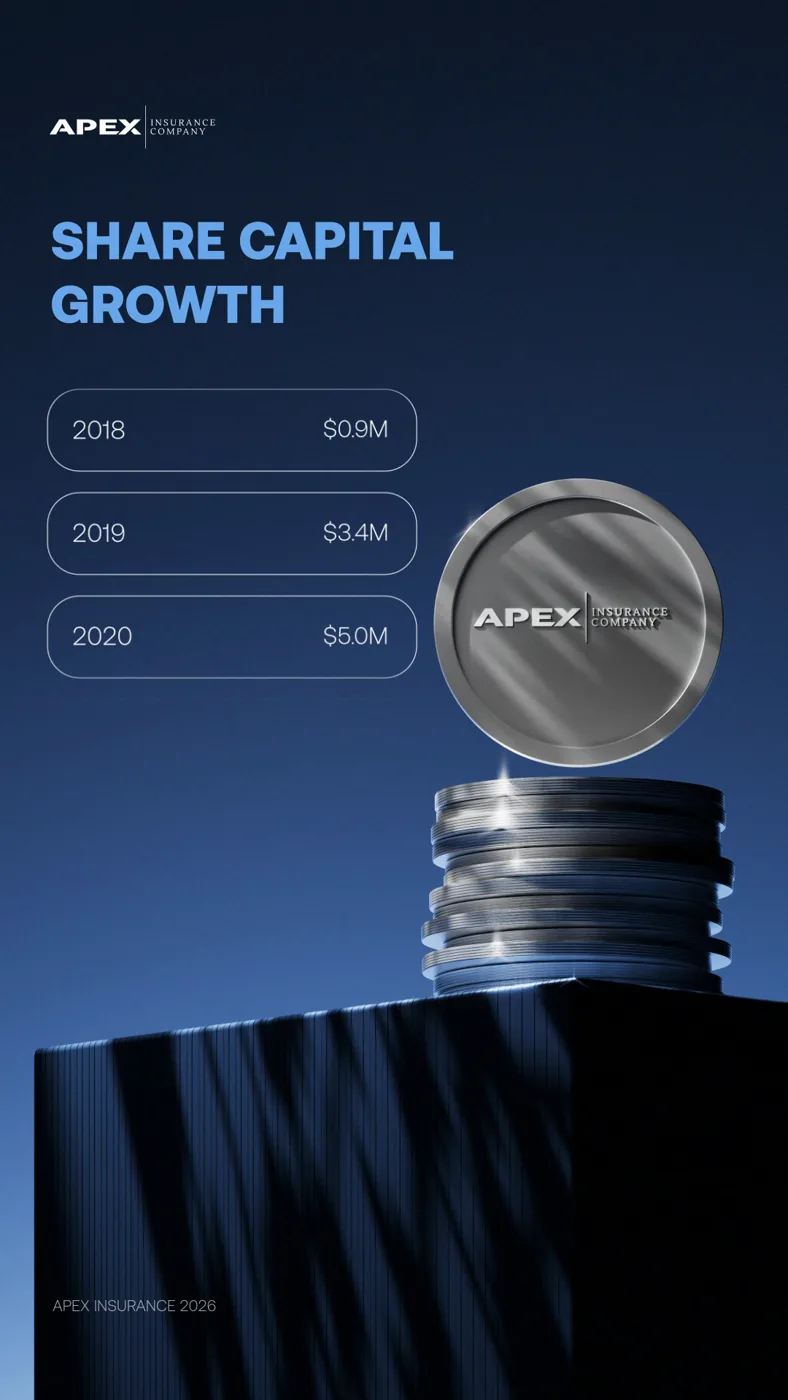 APEX INSURANCE
COMPANY
SHARE CAPITAL
GROWTH
2018 $0.9M
2019 $3.4M
2020 $5.0M
APEX INSURANCE
COMPANY
APEX INSURANCE 2026